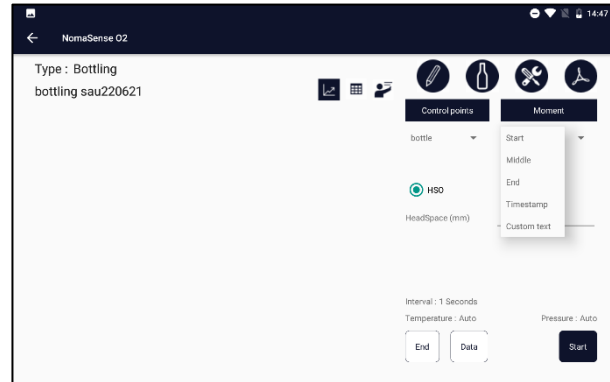 14:47
NomaSense O2
Type : Bottling
bottling sau220621
Control points
Moment
bottle
Start
Middle
End
Timestamp
Custom text
HSO
HeadSpace (mm)
Interval : 1 Seconds
Temperature : Auto
Pressure : Auto
End
Data
Start